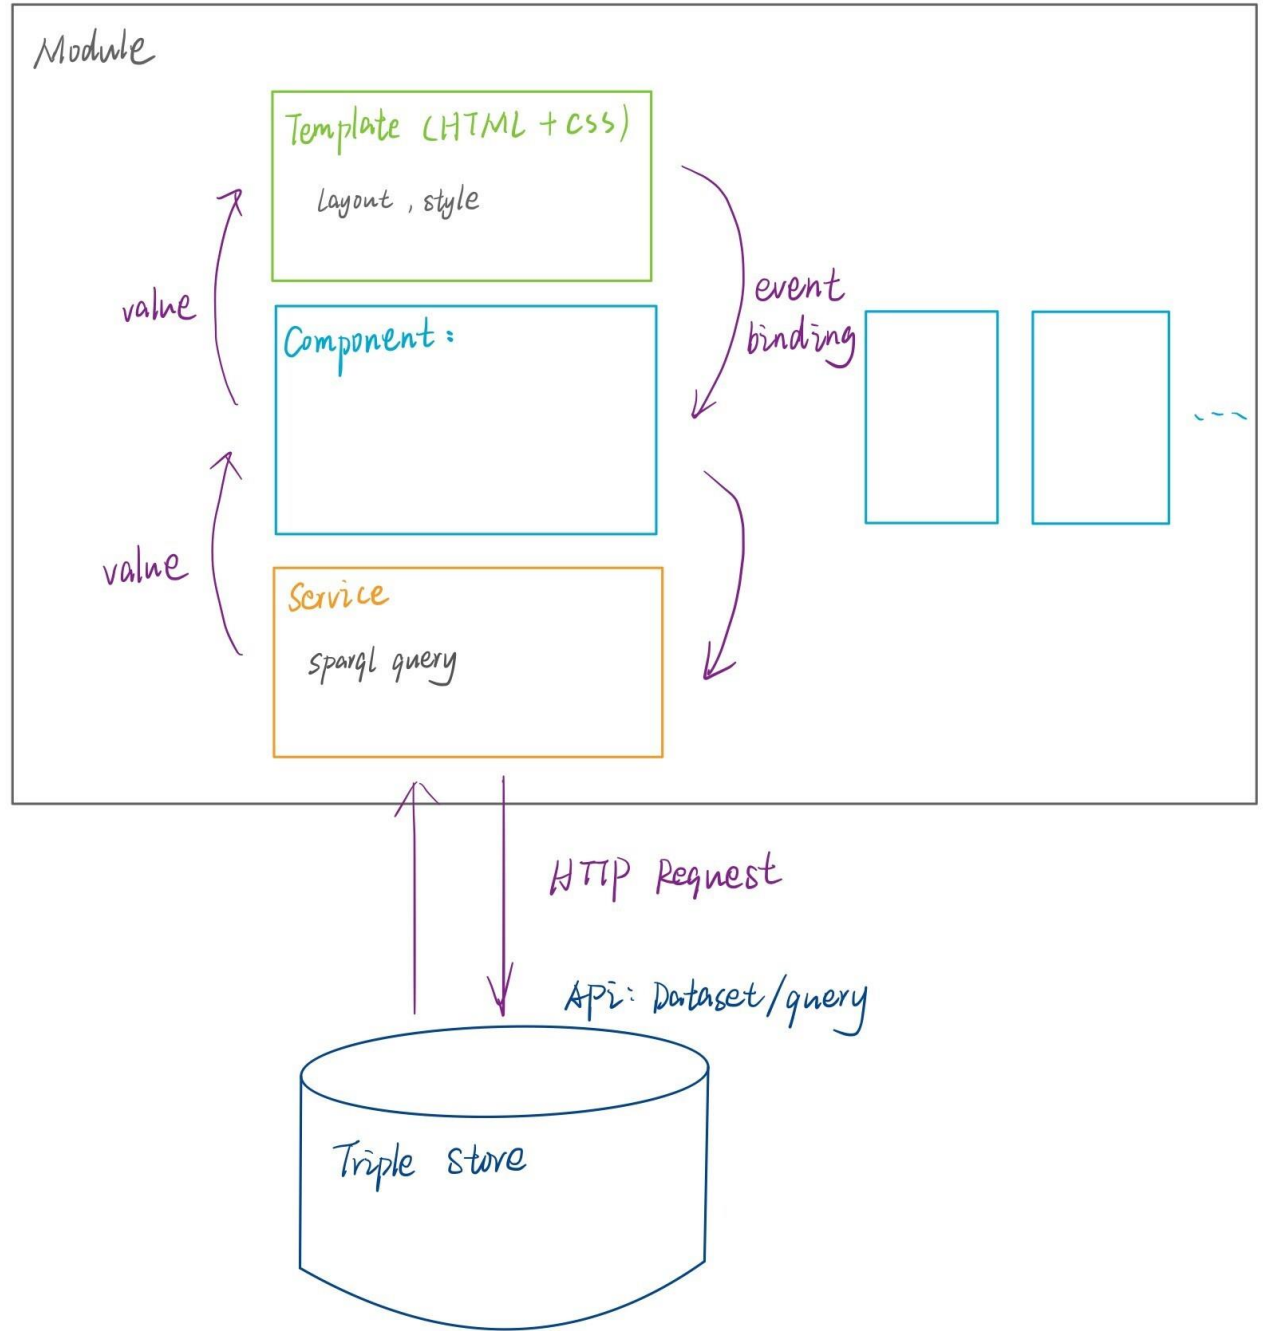 Module
Template (HTML + CSS)
Layout , style
value
event
binding
Component :
value
Service
sparql query
HTTP Request
Api: Dataset/query
Triple store